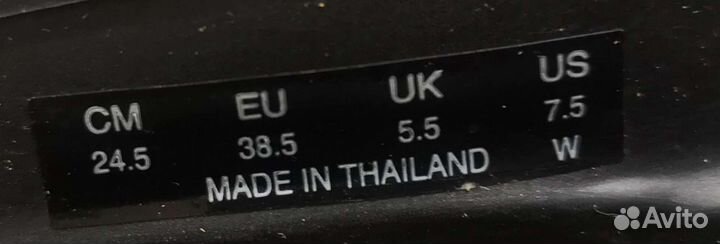 CM EU UK US
24.5 38.5 5.5 7.5
MADE IN THAILAND W
Avito